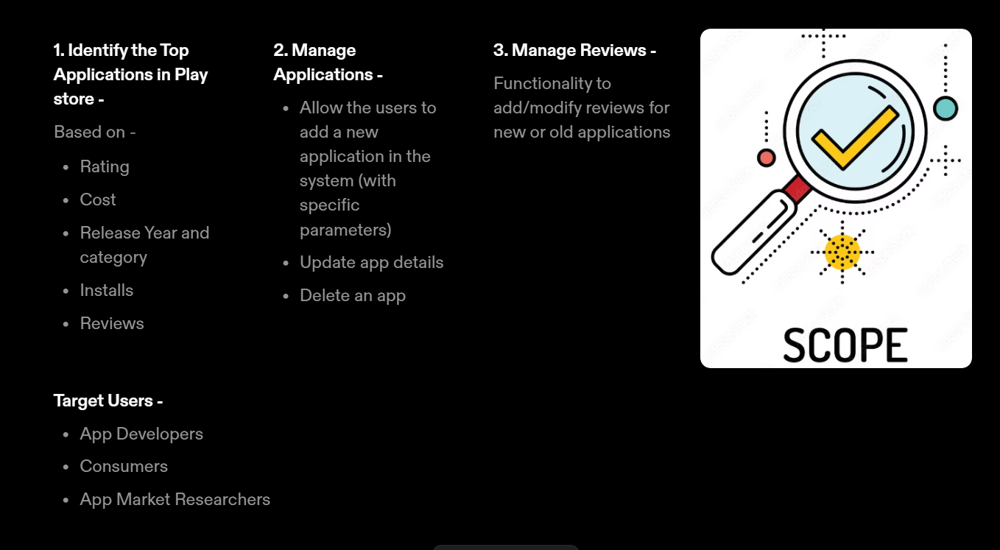 1. Identify the Top
Applications in Play
store -
Based on -
• Rating
• Cost
• Release Year and
category
• Installs
• Reviews
2. Manage
Applications -
• Allow the users to
add a new
application in the
system (with
specific
parameters)
• Update app details
• Delete an app
3. Manage Reviews -
Functionality to
add/modify reviews for
new or old applications
SCOPE
Target Users -
• App Developers
• Consumers
• App Market Researchers